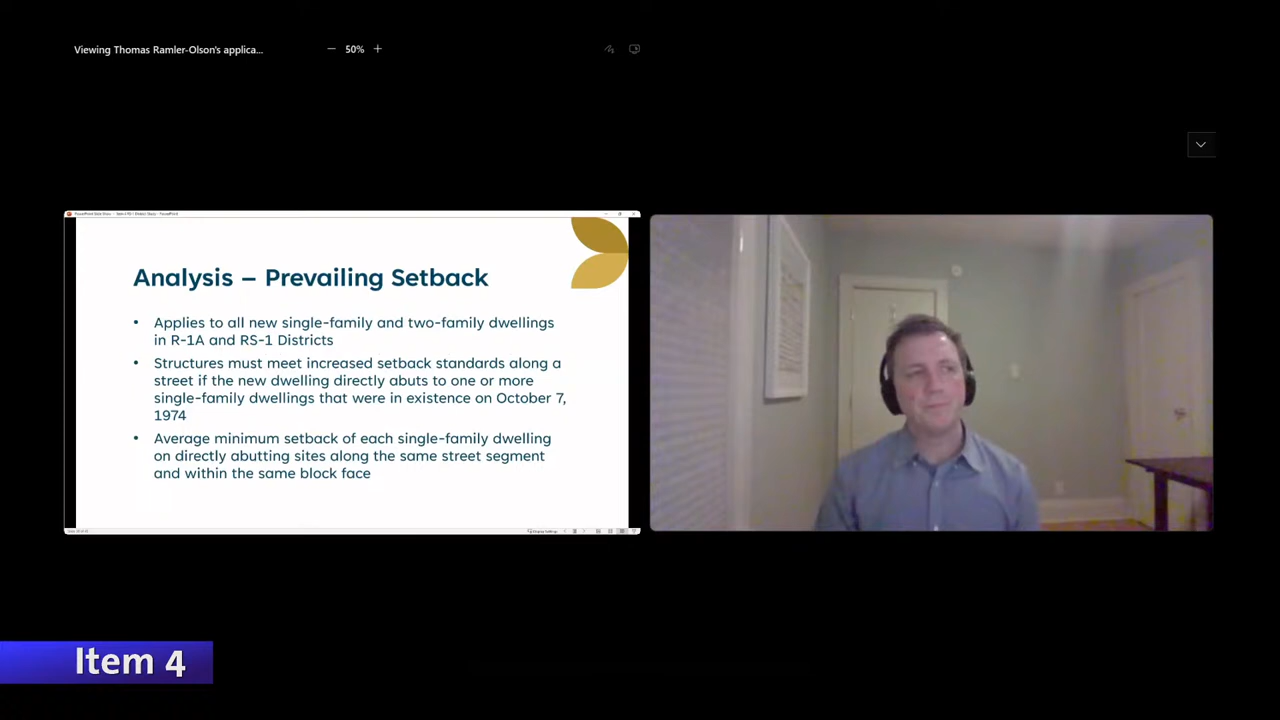 Viewing Thomas Ramler-Olson's applica...
50%
Analysis – Prevailing Setback
• Applies to all new single-family and two-family dwellings
in R-1A and RS-1 Districts
• Structures must meet increased setback standards along a
street if the new dwelling directly abuts to one or more
single-family dwellings that were in existence on October 7,
1974
• Average minimum setback of each single-family dwelling
on directly abutting sites along the same street segment
and within the same block face
Item 4